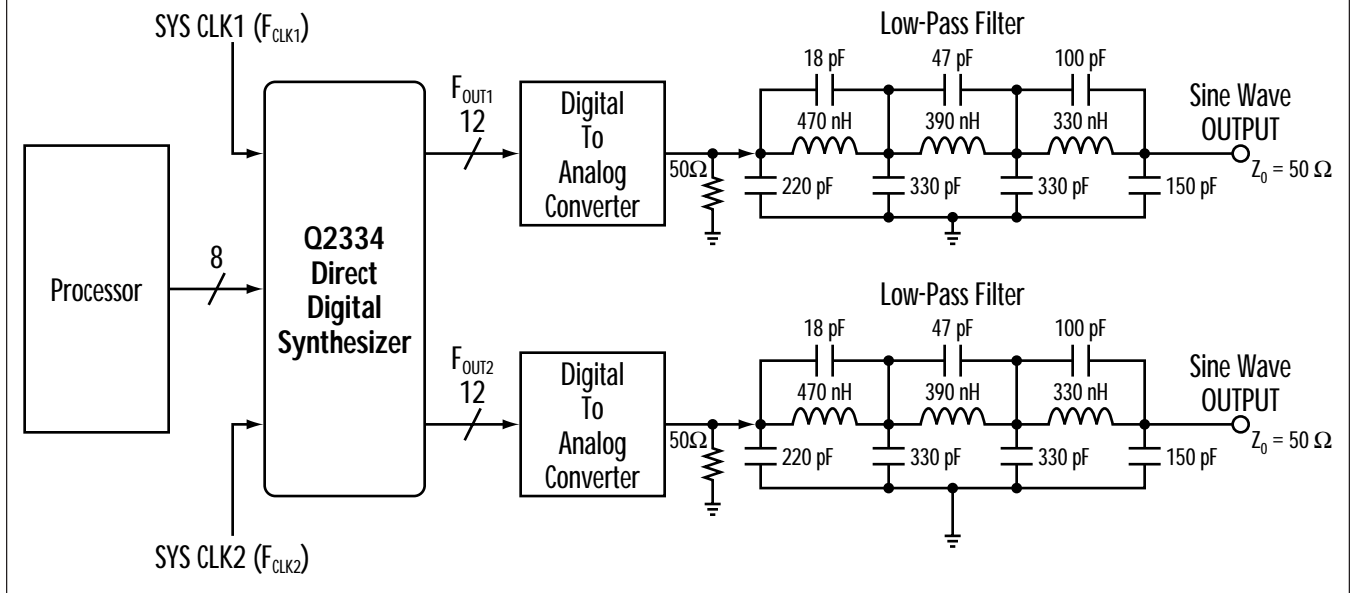 SYS CLK1 (FCLK1)
Low-Pass Filter
18 pF 47 pF 100 pF
FOUT1
12
Digital
To
Analog
Converter
470 nH 390 nH 330 nH
Sine Wave
OUTPUT
50Ω
Z0 = 50 Ω
220 pF 330 pF 330 pF 150 pF
Processor
8
Q2334
Direct
Digital
Synthesizer
Low-Pass Filter
18 pF 47 pF 100 pF
FOUT2
12
Digital
To
Analog
Converter
470 nH 390 nH 330 nH
Sine Wave
OUTPUT
50Ω
Z0 = 50 Ω
220 pF 330 pF 330 pF 150 pF
SYS CLK2 (FCLK2)